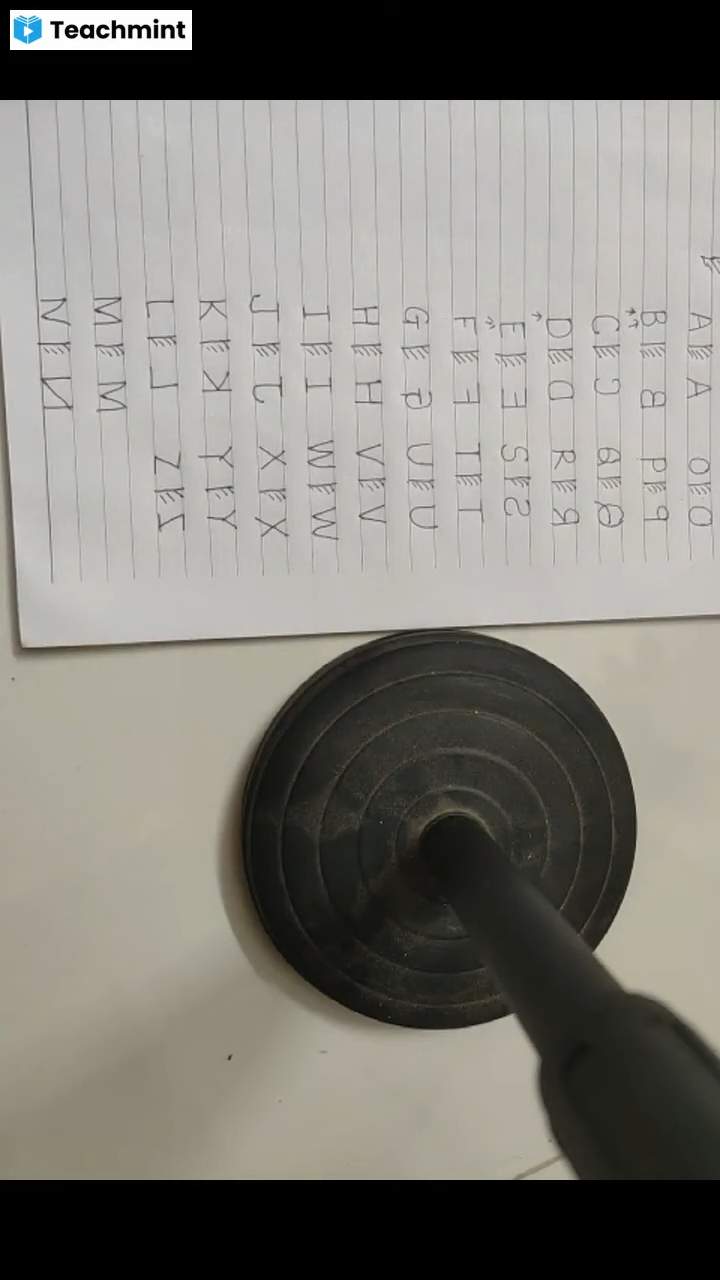 Teachmint
A A O O
B B P P
C C Q Q
D D R R
E E S S
F F T T
G G U U
H H V V
I I W W
J J X X
K K Y Y
L L Z Z
M M
N N